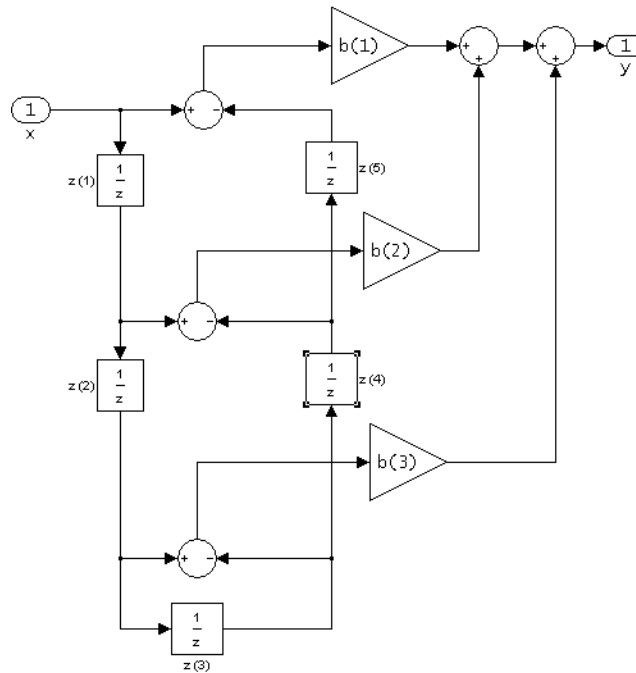 b(1)
+
+
+
+
1
y
1
x
+
−
z(1)
1
z
1
z
z(5)
b(2)
+
−
z(2)
1
z
1
z
z(4)
b(3)
+
−
1
z
z(3)